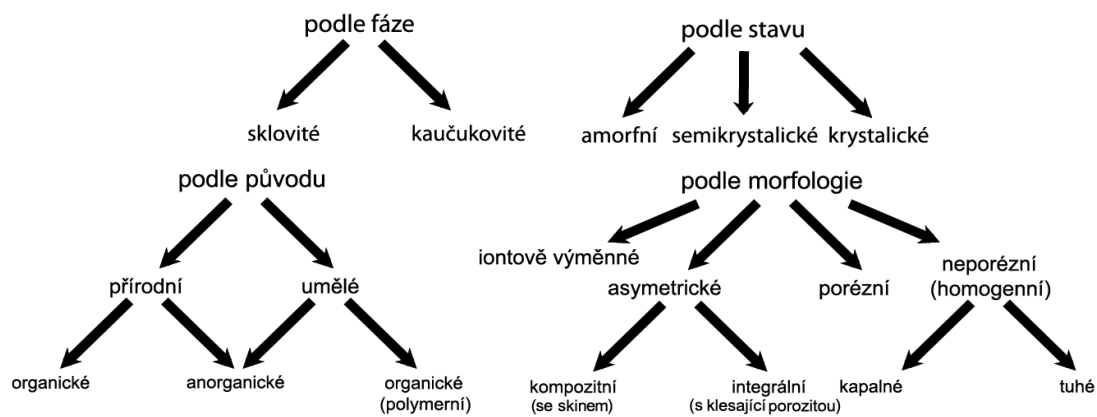 podle fáze
sklovité
kaučukovité
podle stavu
amorfní
semikrystalické
krystalické
podle původu
přírodní
umělé
organické
anorganické
organické
(polymerní)
podle morfologie
iontově výměnné
asymetrické
porézní
neporézní
(homogenní)
kompozitní
(se skinem)
integrální
(s klesající porozitou)
kapalné
tuhé